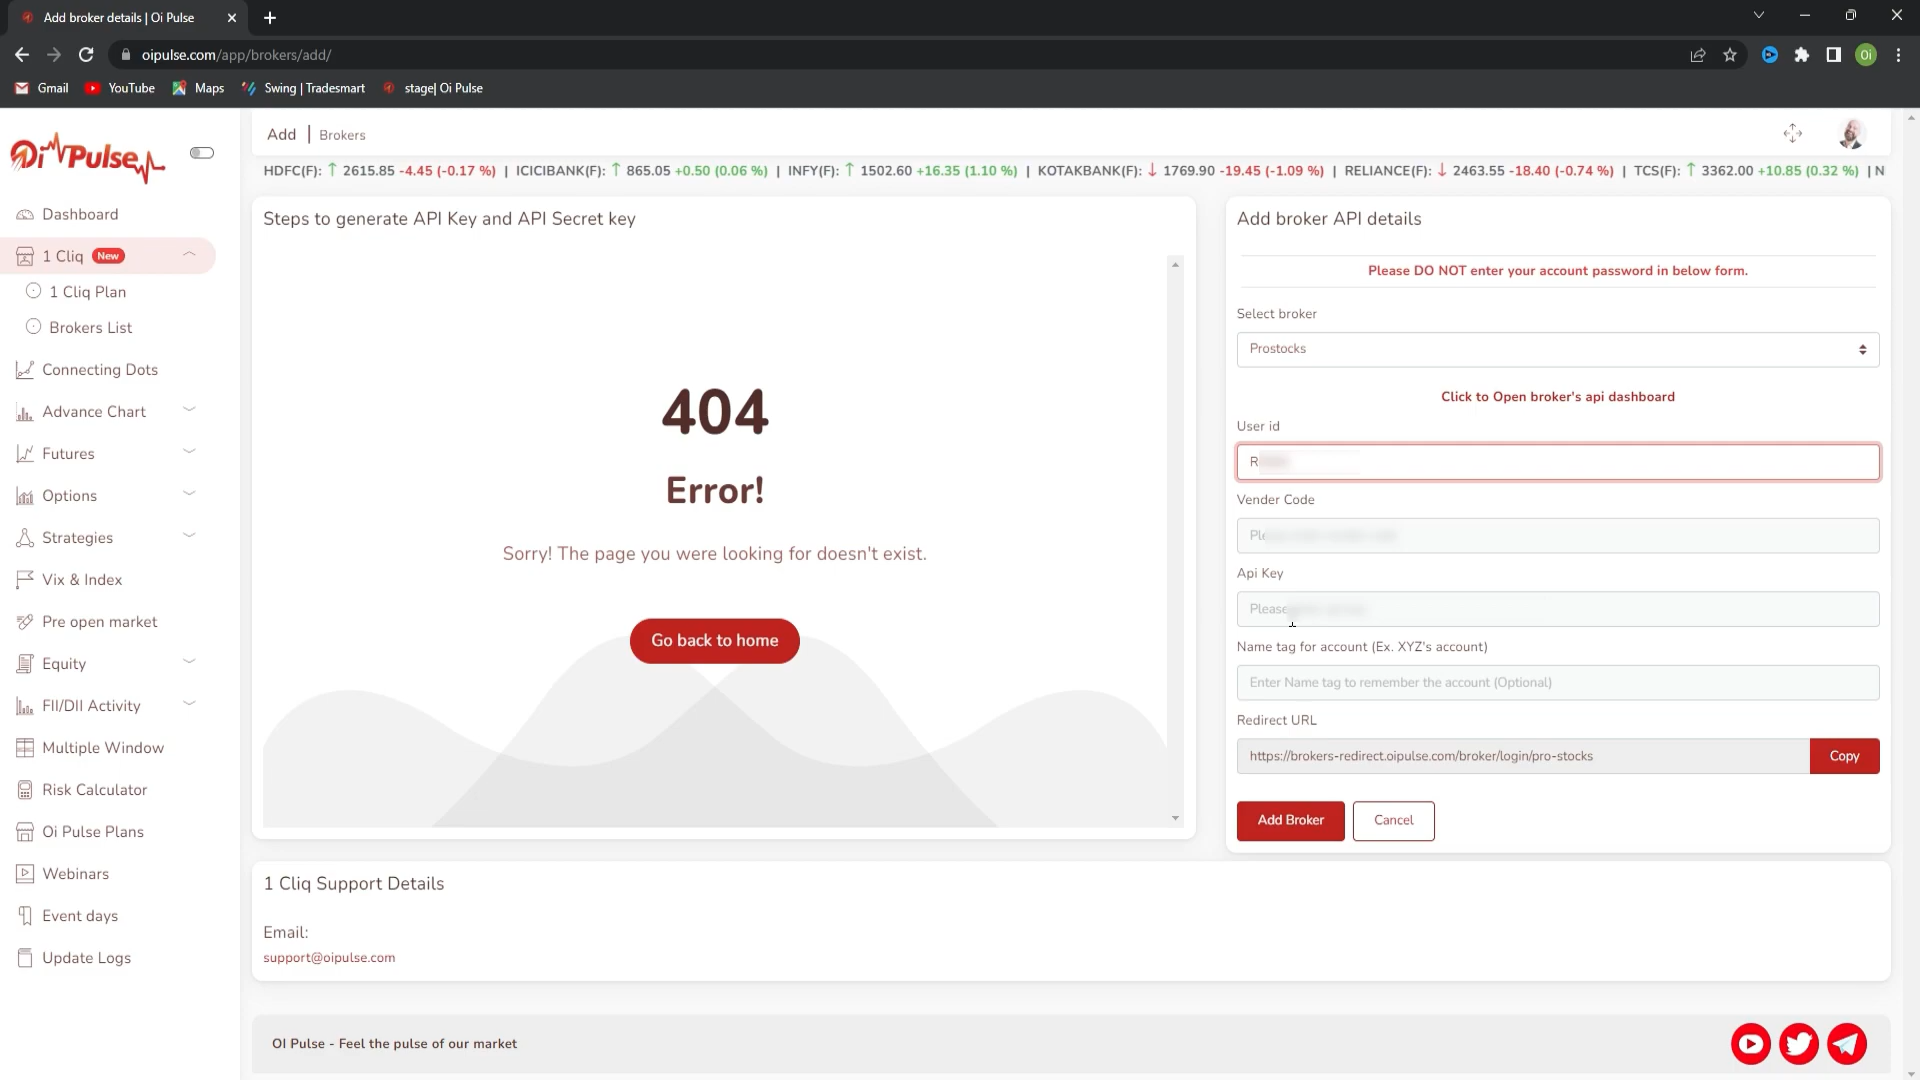 Add broker details | Oi Pulse
oipulse.com/app/brokers/add/
Oi
Gmail YouTube Maps Swing | Tradesmart stage| Oi Pulse
Oi Pulse
Add | Brokers
HDFC(F): ↑ 2615.85 -4.45 (-0.17 %) | ICICIBANK(F): ↑ 865.05 +0.50 (0.06 %) | INFY(F): ↑ 1502.60 +16.35 (1.10 %) | KOTAKBANK(F): ↓ 1769.90 -19.45 (-1.09 %) | RELIANCE(F): ↓ 2463.55 -18.40 (-0.74 %) | TCS(F): ↑ 3362.00 +10.85 (0.32 %) | N
Dashboard
1 Cliq New
1 Cliq Plan
Brokers List
Connecting Dots
Advance Chart
Futures
Options
Strategies
Vix & Index
Pre open market
Equity
FII/DII Activity
Multiple Window
Risk Calculator
Oi Pulse Plans
Webinars
Event days
Update Logs
Steps to generate API Key and API Secret key
404
Error!
Sorry! The page you were looking for doesn't exist.
Go back to home
Add broker API details
Please DO NOT enter your account password in below form.
Select broker
Prostocks
Click to Open broker's api dashboard
User id
R
Vender Code
Api Key
Please
Name tag for account (Ex. XYZ's account)
Enter Name tag to remember the account (Optional)
Redirect URL
https://brokers-redirect.oipulse.com/broker/login/pro-stocks Copy
Add Broker Cancel
1 Cliq Support Details
Email:
support@oipulse.com
OI Pulse - Feel the pulse of our market